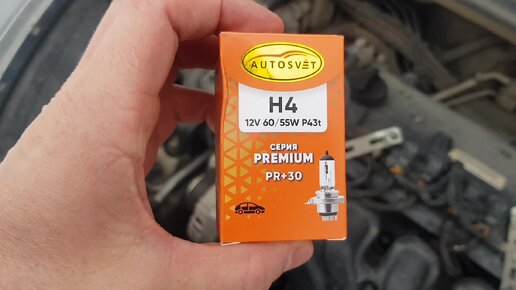 AUTOSVET
H4
12V 60/55W P43t
СЕРИЯ
PREMIUM
PR+30